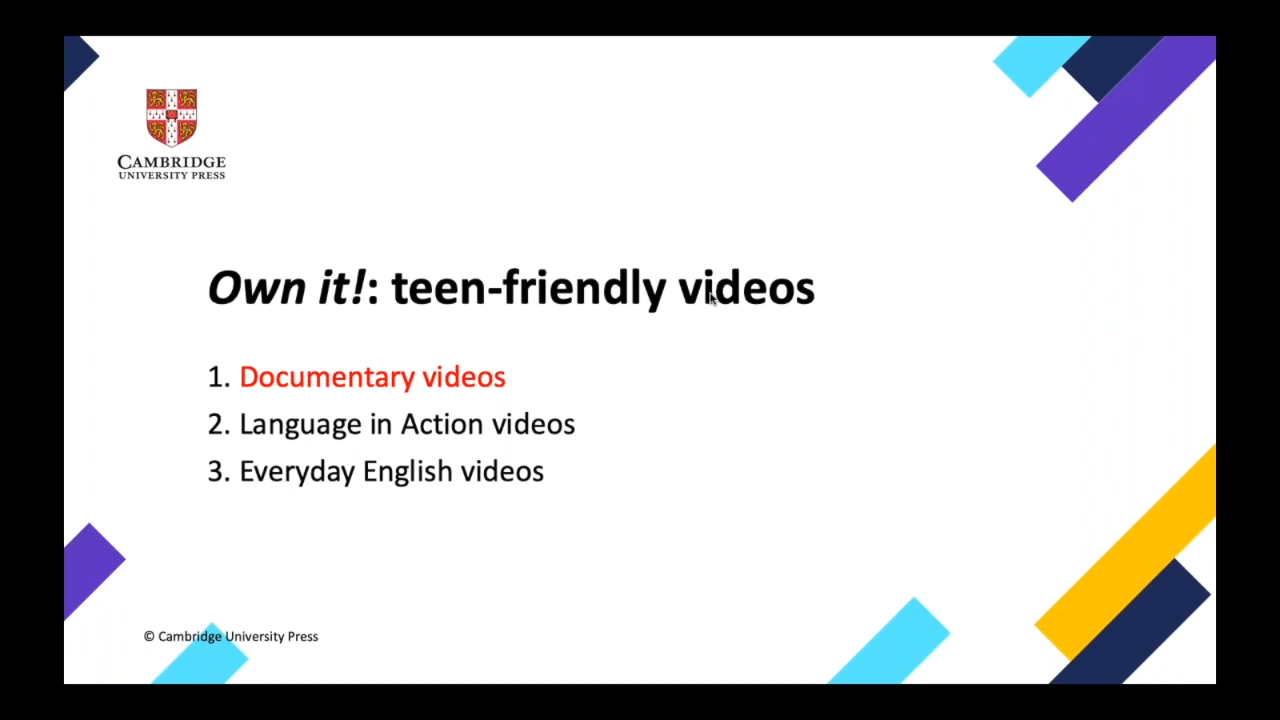 CAMBRIDGE
UNIVERSITY PRESS
Own it!: teen-friendly videos
1. Documentary videos
2. Language in Action videos
3. Everyday English videos
© Cambridge University Press